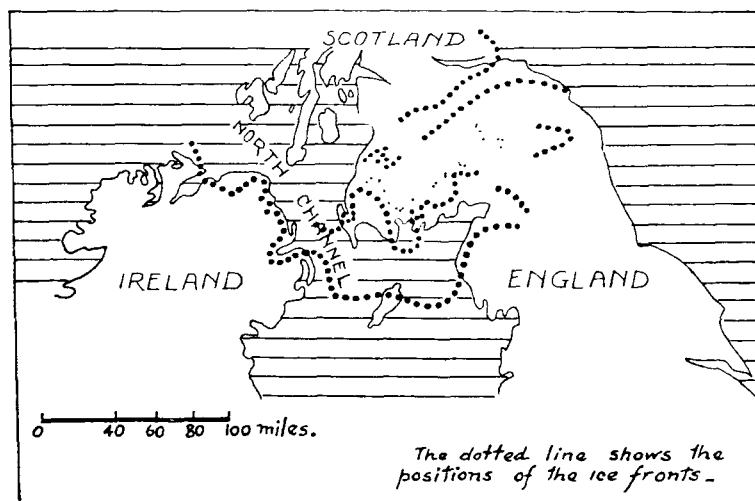 SCOTLAND
NORTH CHANNEL
IRELAND
ENGLAND
0 40 60 80 100 miles.
The dotted line shows the
positions of the ice fronts_